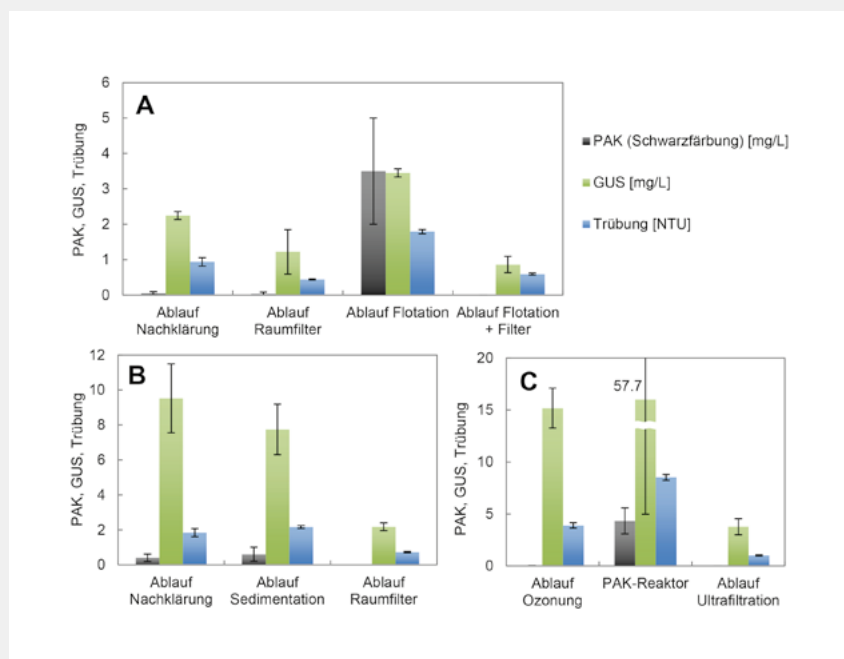 A
PAK, GUS, Trübung
6
5
4
3
2
1
0
Ablauf
Nachklärung
Ablauf
Raumfilter
Ablauf Flotation
Ablauf Flotation
+ Filter
PAK (Schwarzfärbung) [mg/L]
GUS [mg/L]
Trübung [NTU]
B
PAK, GUS, Trübung
12
10
8
6
4
2
0
Ablauf
Nachklärung
Ablauf
Sedimentation
Ablauf
Raumfilter
C
PAK, GUS, Trübung
20
15
10
5
0
57.7
Ablauf
Ozonung
PAK-Reaktor
Ablauf
Ultrafiltration